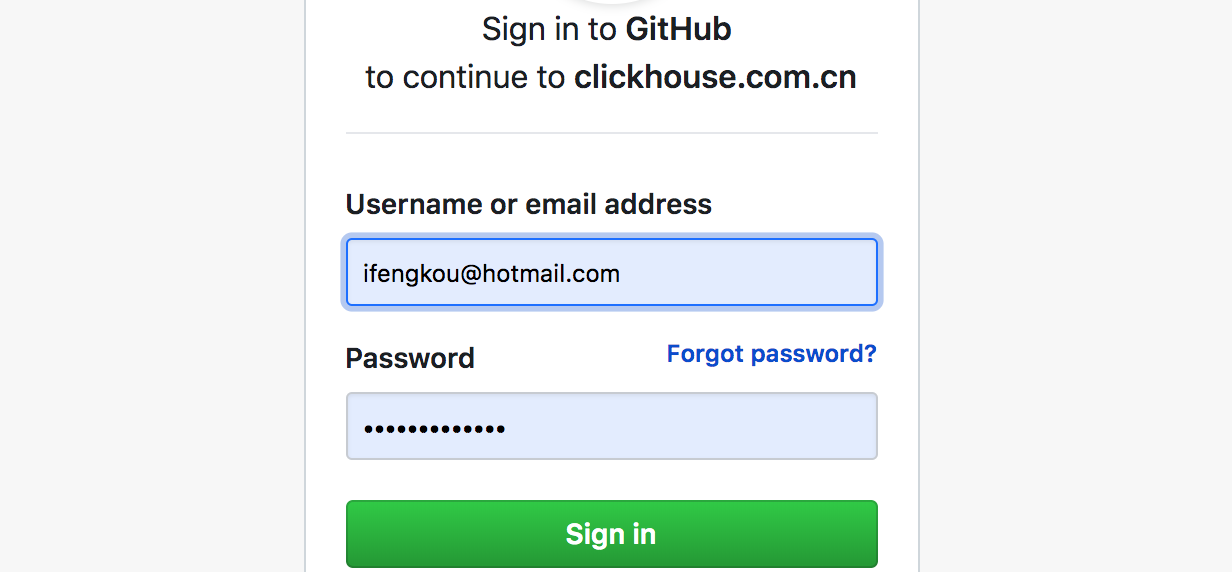 Sign in to GitHub
to continue to clickhouse.com.cn
Username or email address
ifengkou@hotmail.com
Password
Forgot password?
•••••••••••••
Sign in